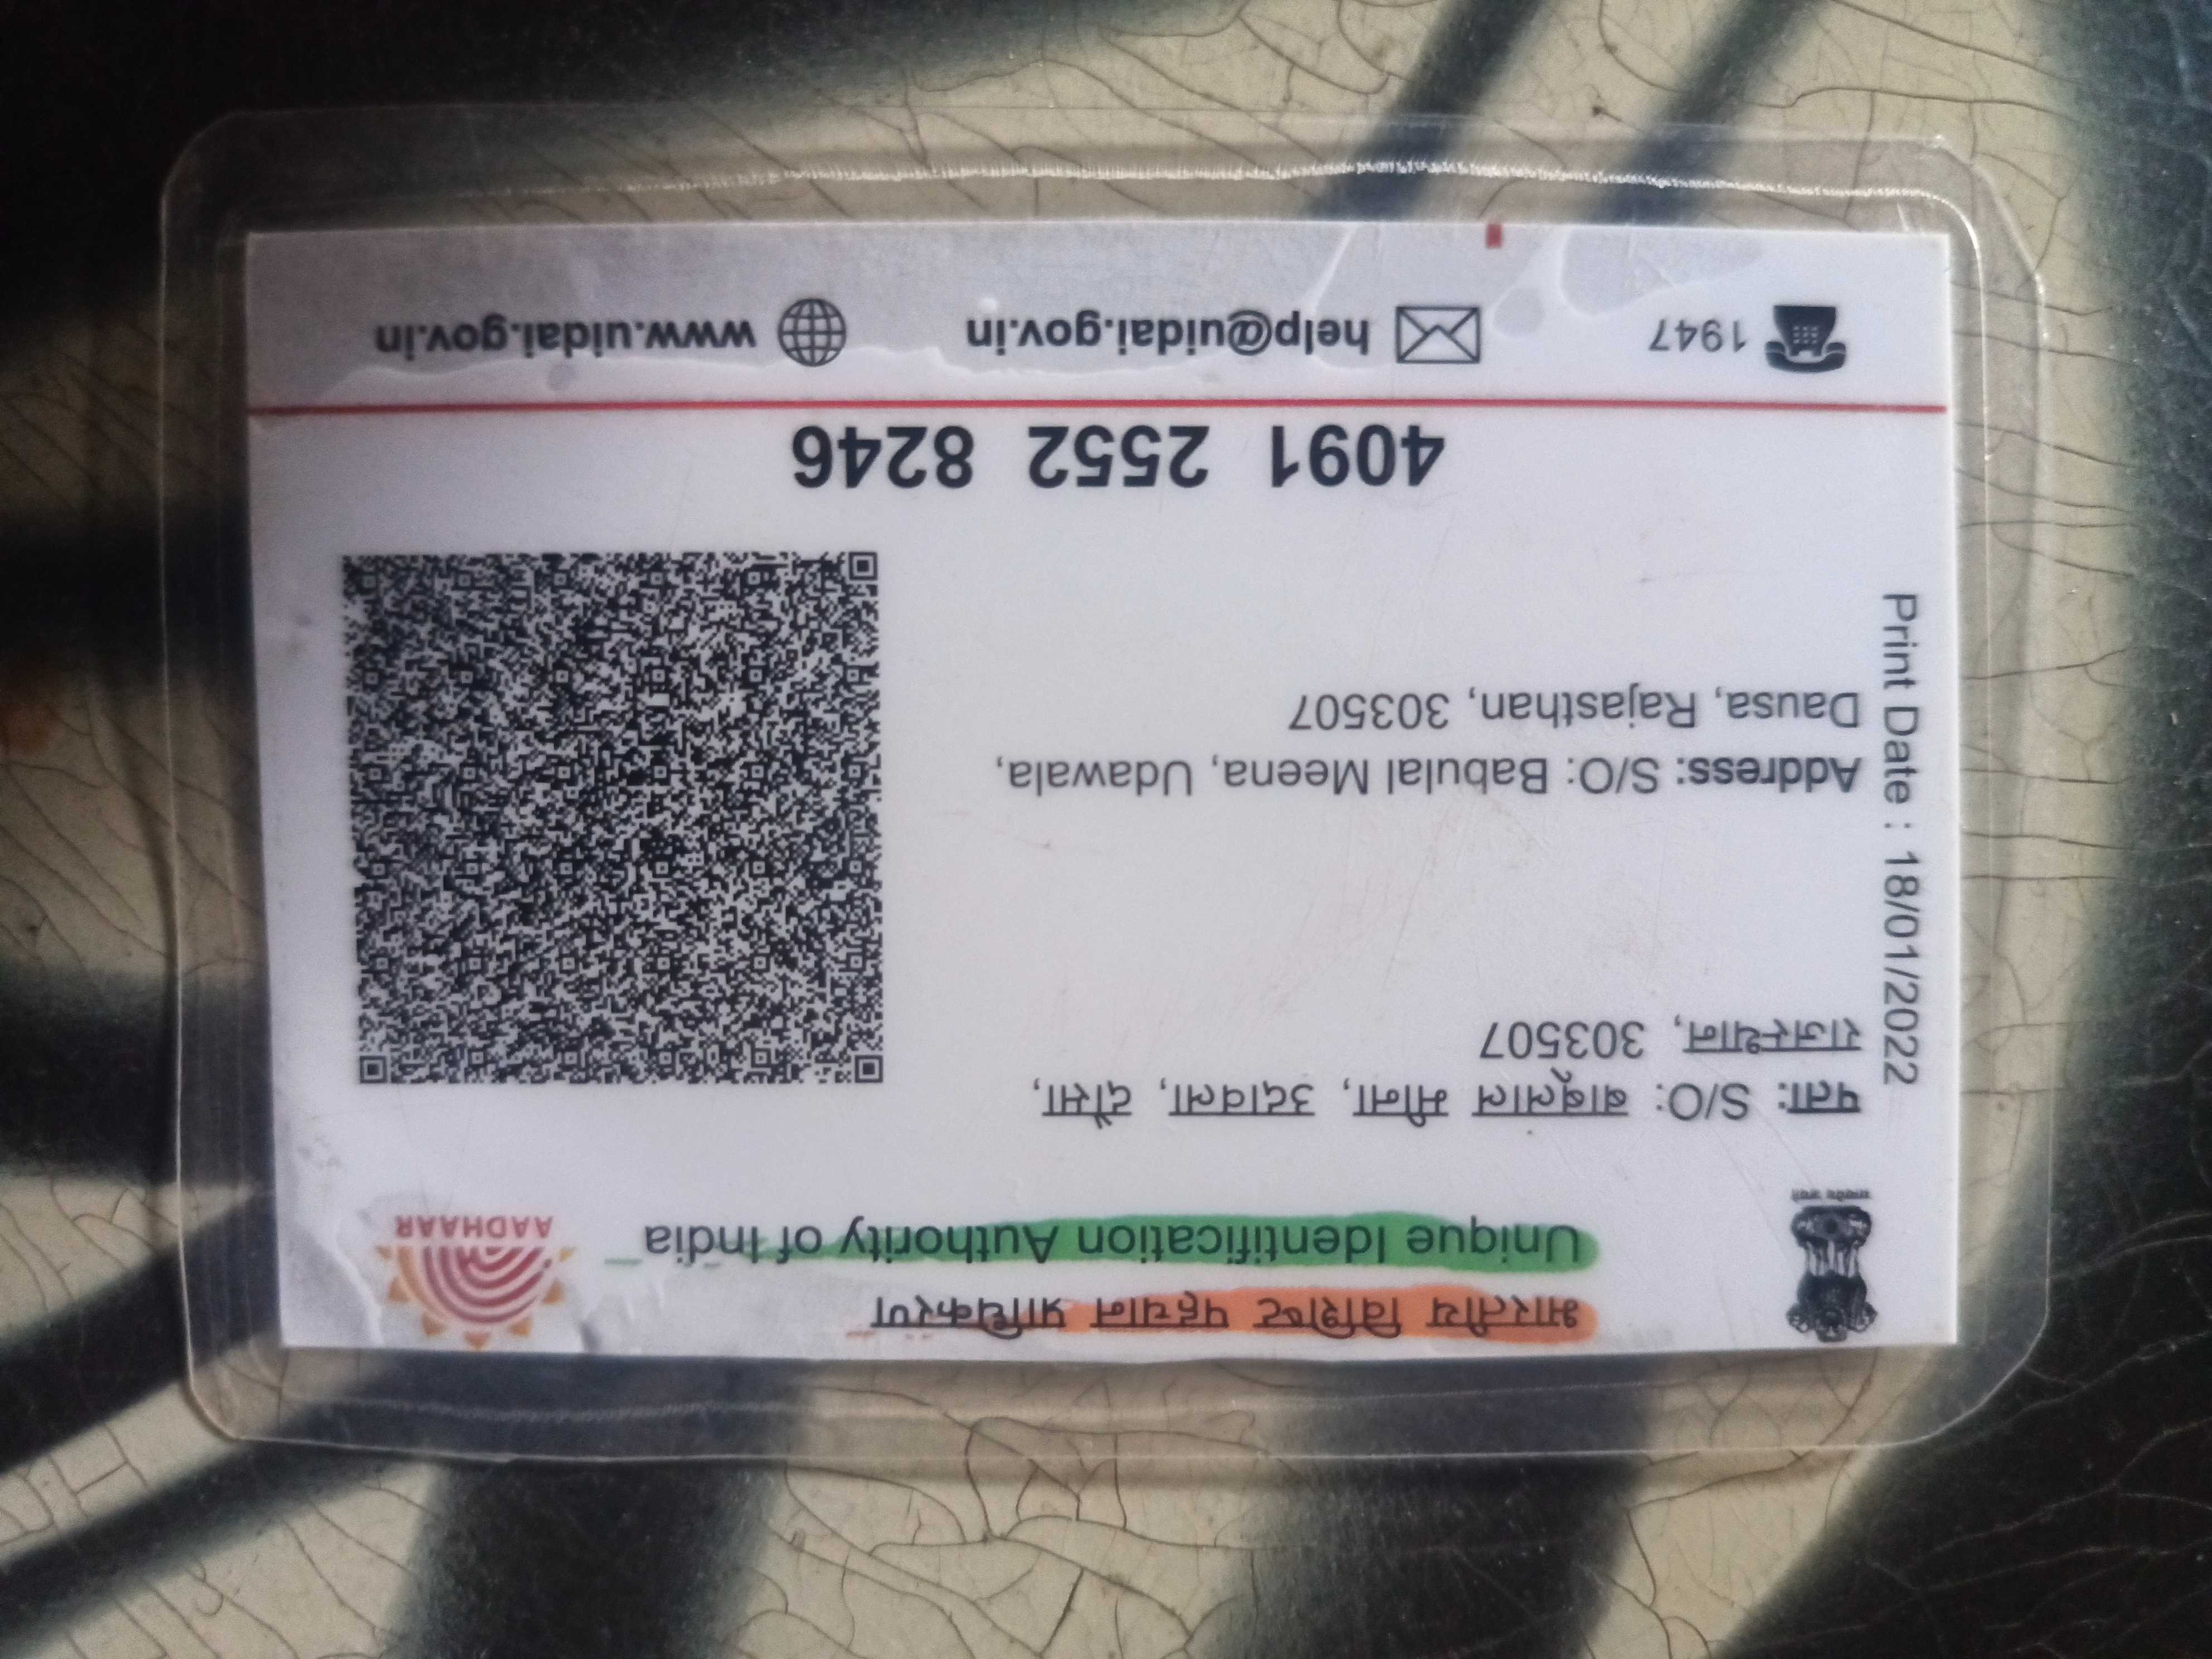 भारतीय विशिष्ट पहचान प्राधिकरण
Unique Identification Authority of India
AADHAAR
सत्यमेव जयते
पता: S/O: बाबूलाल मीना, उदावला, दौसा,
राजस्थान, 303507
Address: S/O: Babulal Meena, Udawala,
Dausa, Rajasthan, 303507
Print Date : 18/01/2022
4091 2552 8246
1947
help@uidai.gov.in
www.uidai.gov.in